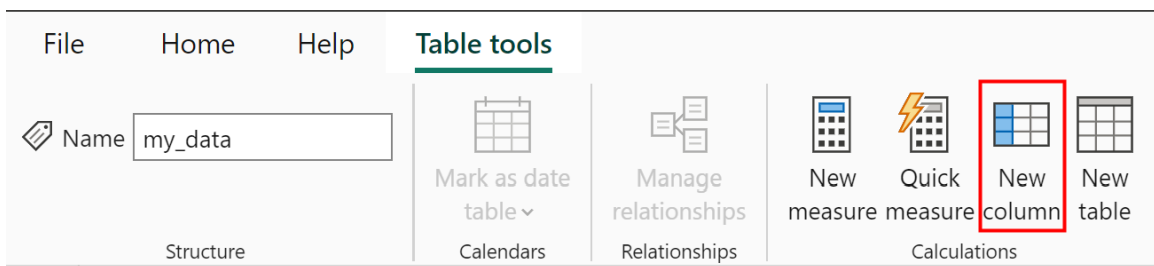 File Home Help Table tools
Name my_data
Mark as date
table
Manage
relationships
New
measure
Quick
measure
New
column
New
table
Structure Calendars Relationships Calculations